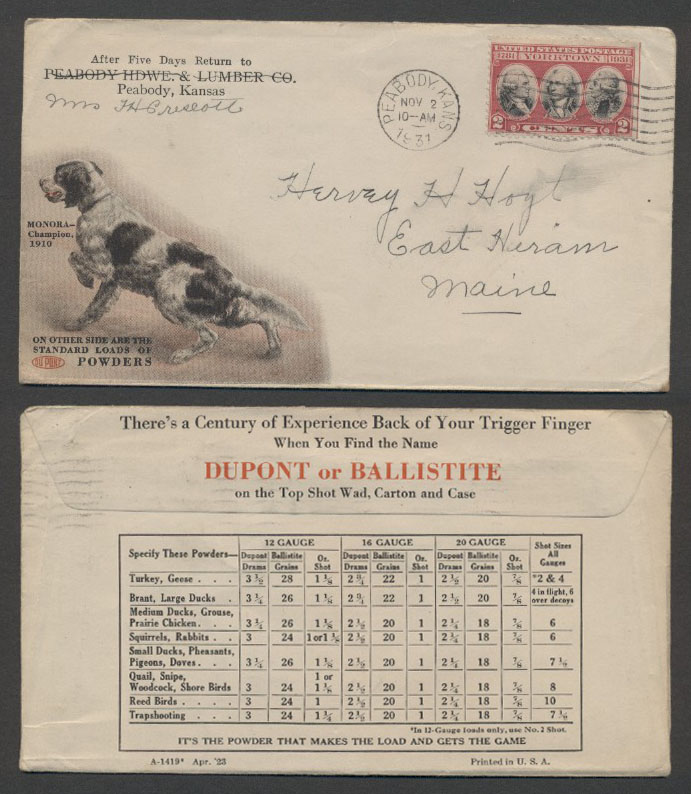 After Five Days Return to
PEABODY HDWE. & LUMBER CO.
Peabody, Kansas
Mrs FH Prescott
PEABODY, KANS.
NOV 2
10-AM
1931
UNITED STATES POSTAGE
1781 YORKTOWN 1931
2 CENTS 2
Hervey H Hoyt
East Hiram
Maine
MONORA—
Champion,
1910
ON OTHER SIDE ARE THE
STANDARD LOADS OF
DU PONT POWDERS
There's a Century of Experience Back of Your Trigger Finger
When You Find the Name
DUPONT or BALLISTITE
on the Top Shot Wad, Carton and Case
12 GAUGE 16 GAUGE 20 GAUGE Shot Sizes All Gauges
Specify These Powders— Dupont Drams Ballistite Grains Oz. Shot Dupont Drams Ballistite Grains Oz. Shot Dupont Drams Ballistite Grains Oz. Shot
Turkey, Geese . . . 3 1/2 28 1 1/8 2 3/4 22 1 2 1/2 20 7/8 *2 & 4
Brant, Large Ducks . 3 1/4 26 1 1/8 2 3/4 22 1 2 1/2 20 7/8 4 in flight, 6 over decoys
Medium Ducks, Grouse,
Prairie Chicken . . . 3 1/4 26 1 1/8 2 1/2 20 1 2 1/4 18 7/8 6
Squirrels, Rabbits . . 3 24 1 or 1 1/8 2 1/2 20 1 2 1/4 18 7/8 6
Small Ducks, Pheasants,
Pigeons, Doves . . . 3 1/4 26 1 1/8 2 1/2 20 1 2 1/4 18 7/8 7 1/2
Quail, Snipe, 1 or
Woodcock, Shore Birds 3 24 1 1/8 2 1/2 20 1 2 1/4 18 7/8 8
Reed Birds . . . . 3 24 1 2 1/2 20 1 2 1/4 18 7/8 10
Trapshooting . . . . 3 24 1 1/4 2 1/2 20 1 2 1/4 18 7/8 7 1/2
*In 12-Gauge loads only, use No. 2 Shot.
IT'S THE POWDER THAT MAKES THE LOAD AND GETS THE GAME
A-1419* Apr. '23 Printed in U. S. A.